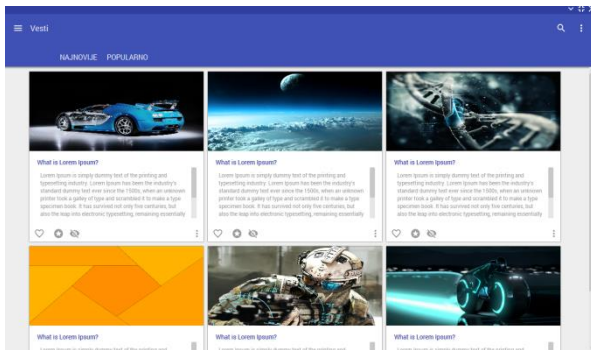 Vesti
NAJNOVIJE POPULARNO
What is Lorem Ipsum?
Lorem Ipsum is simply dummy text of the printing and
typesetting industry. Lorem Ipsum has been the industry's
standard dummy text ever since the 1500s, when an unknown
printer took a galley of type and scrambled it to make a type
specimen book. It has survived not only five centuries, but
also the leap into electronic typesetting, remaining essentially
What is Lorem Ipsum?
Lorem Ipsum is simply dummy text of the printing and
typesetting industry. Lorem Ipsum has been the industry's
standard dummy text ever since the 1500s, when an unknown
printer took a galley of type and scrambled it to make a type
specimen book. It has survived not only five centuries, but
also the leap into electronic typesetting, remaining essentially
What is Lorem Ipsum?
Lorem Ipsum is simply dummy text of the printing and
typesetting industry. Lorem Ipsum has been the industry's
standard dummy text ever since the 1500s, when an unknown
printer took a galley of type and scrambled it to make a type
specimen book. It has survived not only five centuries, but
also the leap into electronic typesetting, remaining essentially
What is Lorem Ipsum?
What is Lorem Ipsum?
What is Lorem Ipsum?